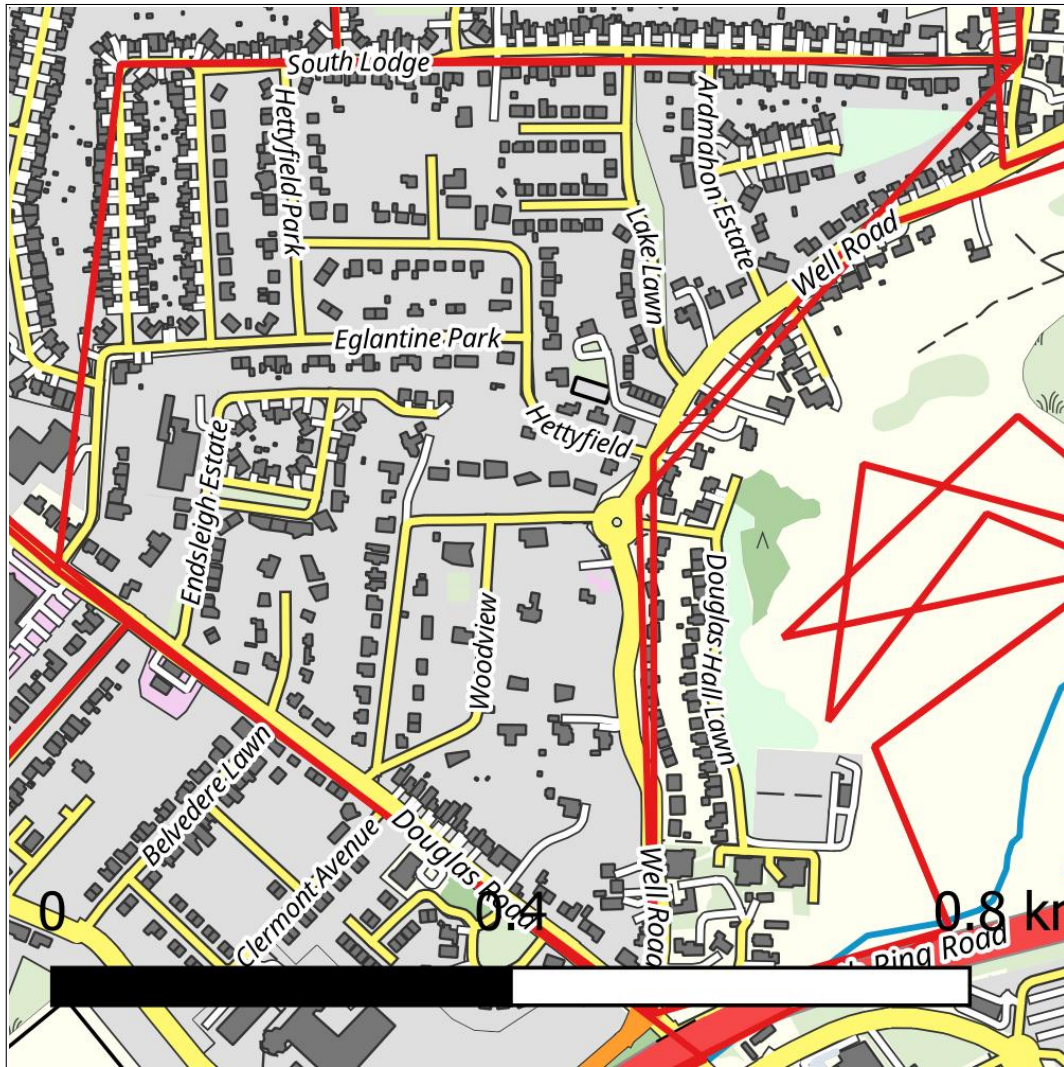 South Lodge
Hettyfield Park
Ardmahon Estate
Lake Lawn
Well Road
Eglantine Park
Hettyfield
Endsleigh Estate
Woodview
Douglas Hall Lawn
Belvedere Lawn
Clermont Avenue
Douglas Road
Well Road
Ring Road
0 0.4 0.8 km